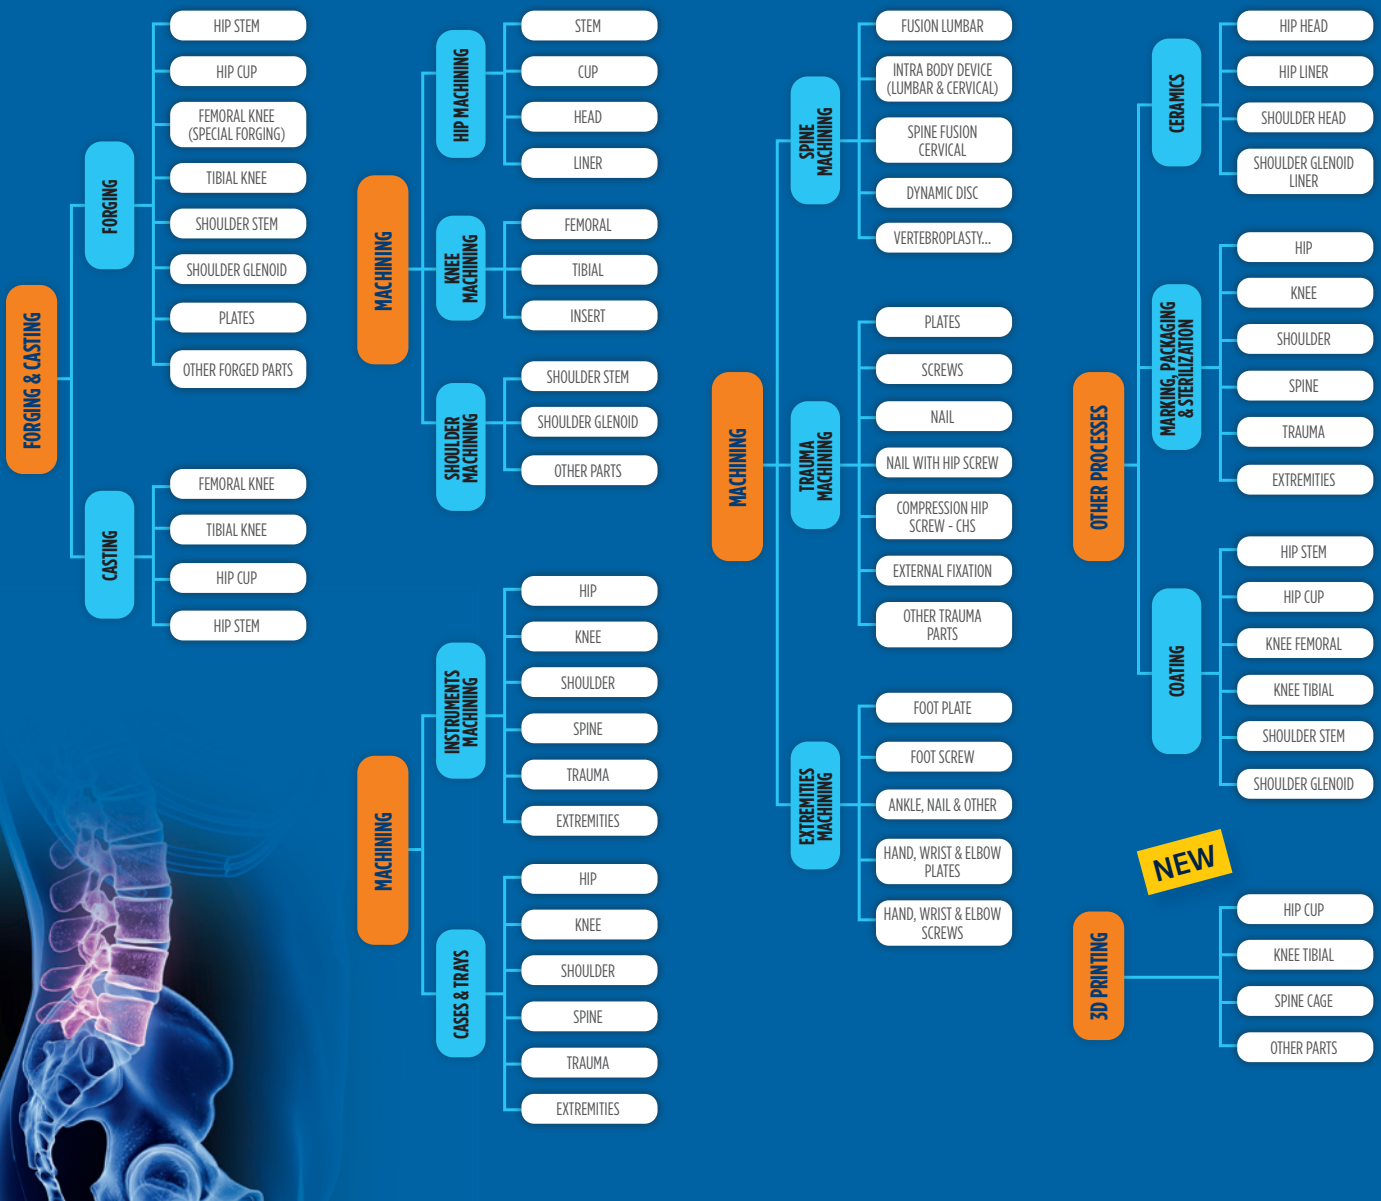 FORGING & CASTING
FORGING
HIP STEM
HIP CUP
FEMORAL KNEE
(SPECIAL FORGING)
TIBIAL KNEE
SHOULDER STEM
SHOULDER GLENOID
PLATES
OTHER FORGED PARTS
CASTING
FEMORAL KNEE
TIBIAL KNEE
HIP CUP
HIP STEM
MACHINING
HIP MACHINING
STEM
CUP
HEAD
LINER
KNEE
MACHINING
FEMORAL
TIBIAL
INSERT
SHOULDER
MACHINING
SHOULDER STEM
SHOULDER GLENOID
OTHER PARTS
MACHINING
INSTRUMENTS
MACHINING
HIP
KNEE
SHOULDER
SPINE
TRAUMA
EXTREMITIES
CASES & TRAYS
HIP
KNEE
SHOULDER
SPINE
TRAUMA
EXTREMITIES
MACHINING
SPINE
MACHINING
FUSION LUMBAR
INTRA BODY DEVICE
(LUMBAR & CERVICAL)
SPINE FUSION
CERVICAL
DYNAMIC DISC
VERTEBROPLASTY...
TRAUMA
MACHINING
PLATES
SCREWS
NAIL
NAIL WITH HIP SCREW
COMPRESSION HIP
SCREW - CHS
EXTERNAL FIXATION
OTHER TRAUMA
PARTS
EXTREMITIES
MACHINING
FOOT PLATE
FOOT SCREW
ANKLE, NAIL & OTHER
HAND, WRIST & ELBOW
PLATES
HAND, WRIST & ELBOW
SCREWS
OTHER PROCESSES
CERAMICS
HIP HEAD
HIP LINER
SHOULDER HEAD
SHOULDER GLENOID
LINER
MARKING, PACKAGING
& STERILIZATION
HIP
KNEE
SHOULDER
SPINE
TRAUMA
EXTREMITIES
COATING
HIP STEM
HIP CUP
KNEE FEMORAL
KNEE TIBIAL
SHOULDER STEM
SHOULDER GLENOID
NEW
3D PRINTING
HIP CUP
KNEE TIBIAL
SPINE CAGE
OTHER PARTS